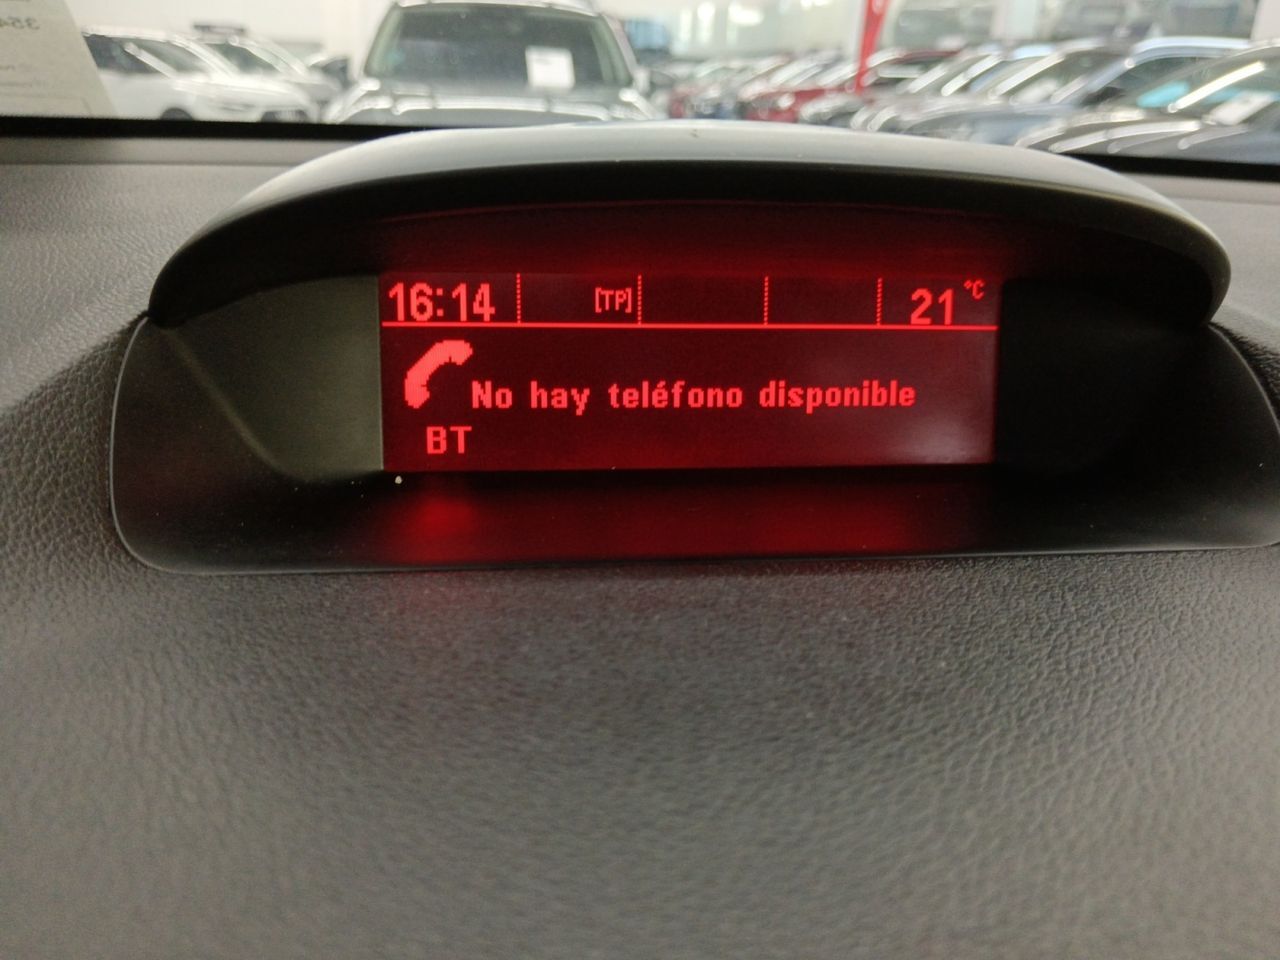 16:14 [TP] 21 °C
No hay teléfono disponible
BT